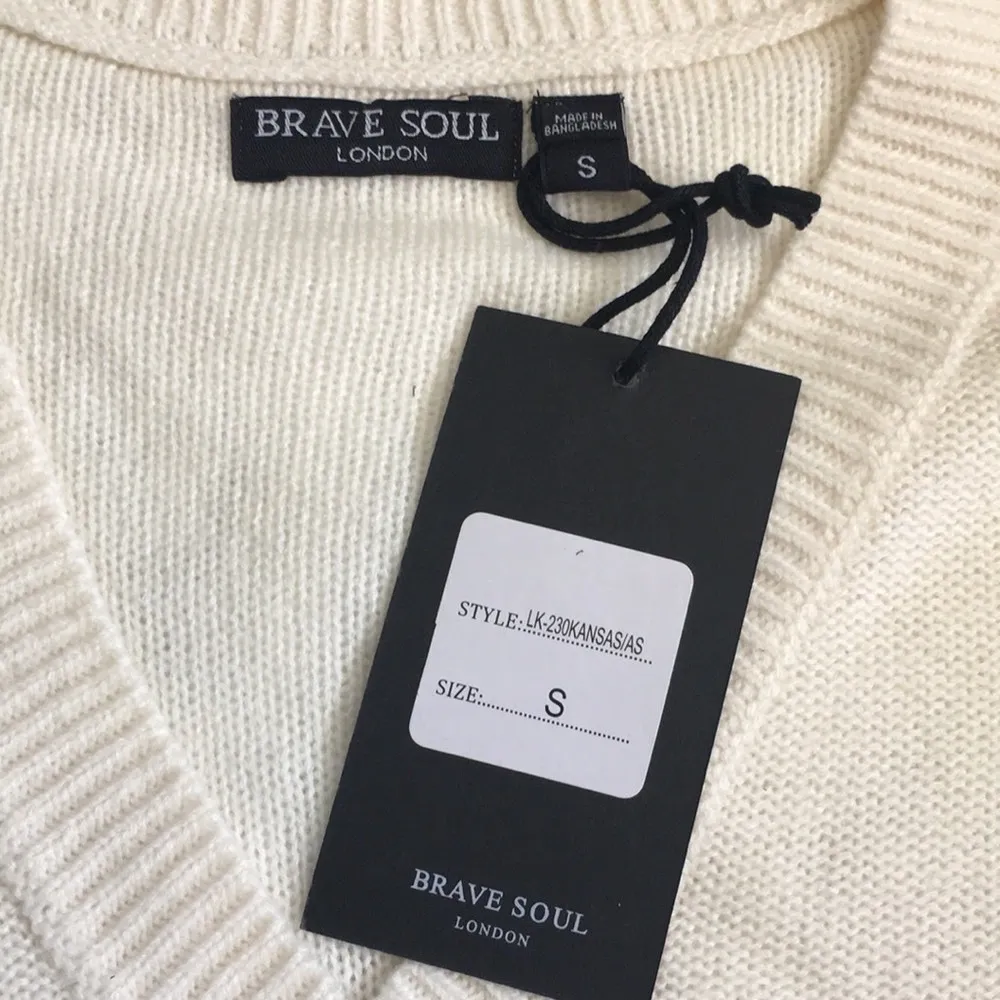 BRAVE SOUL
LONDON
MADE IN
BANGLADESH
S
STYLE: LK-230KANSAS/AS
SIZE: S
BRAVE SOUL
LONDON